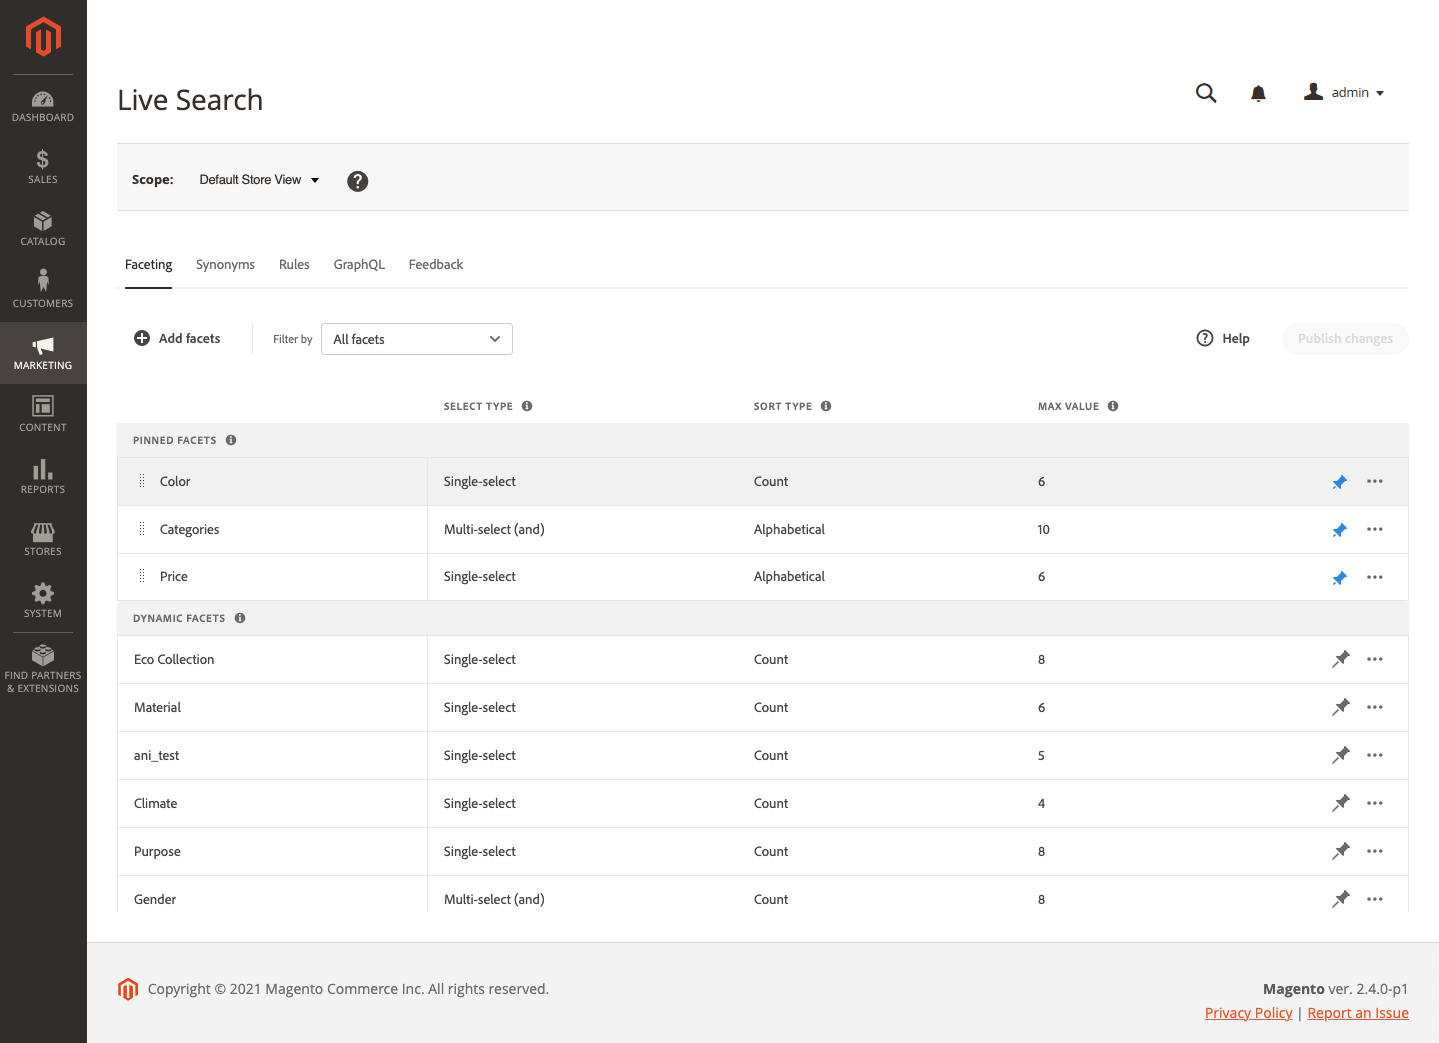 DASHBOARD
SALES
CATALOG
CUSTOMERS
MARKETING
CONTENT
REPORTS
STORES
SYSTEM
FIND PARTNERS
& EXTENSIONS
Live Search
admin
Scope: Default Store View
Faceting Synonyms Rules GraphQL Feedback
Add facets Filter by All facets Help Publish changes
SELECT TYPE SORT TYPE MAX VALUE
PINNED FACETS
Color Single-select Count 6
Categories Multi-select (and) Alphabetical 10
Price Single-select Alphabetical 6
DYNAMIC FACETS
Eco Collection Single-select Count 8
Material Single-select Count 6
ani_test Single-select Count 5
Climate Single-select Count 4
Purpose Single-select Count 8
Gender Multi-select (and) Count 8
Copyright © 2021 Magento Commerce Inc. All rights reserved.
Magento ver. 2.4.0-p1
Privacy Policy | Report an Issue